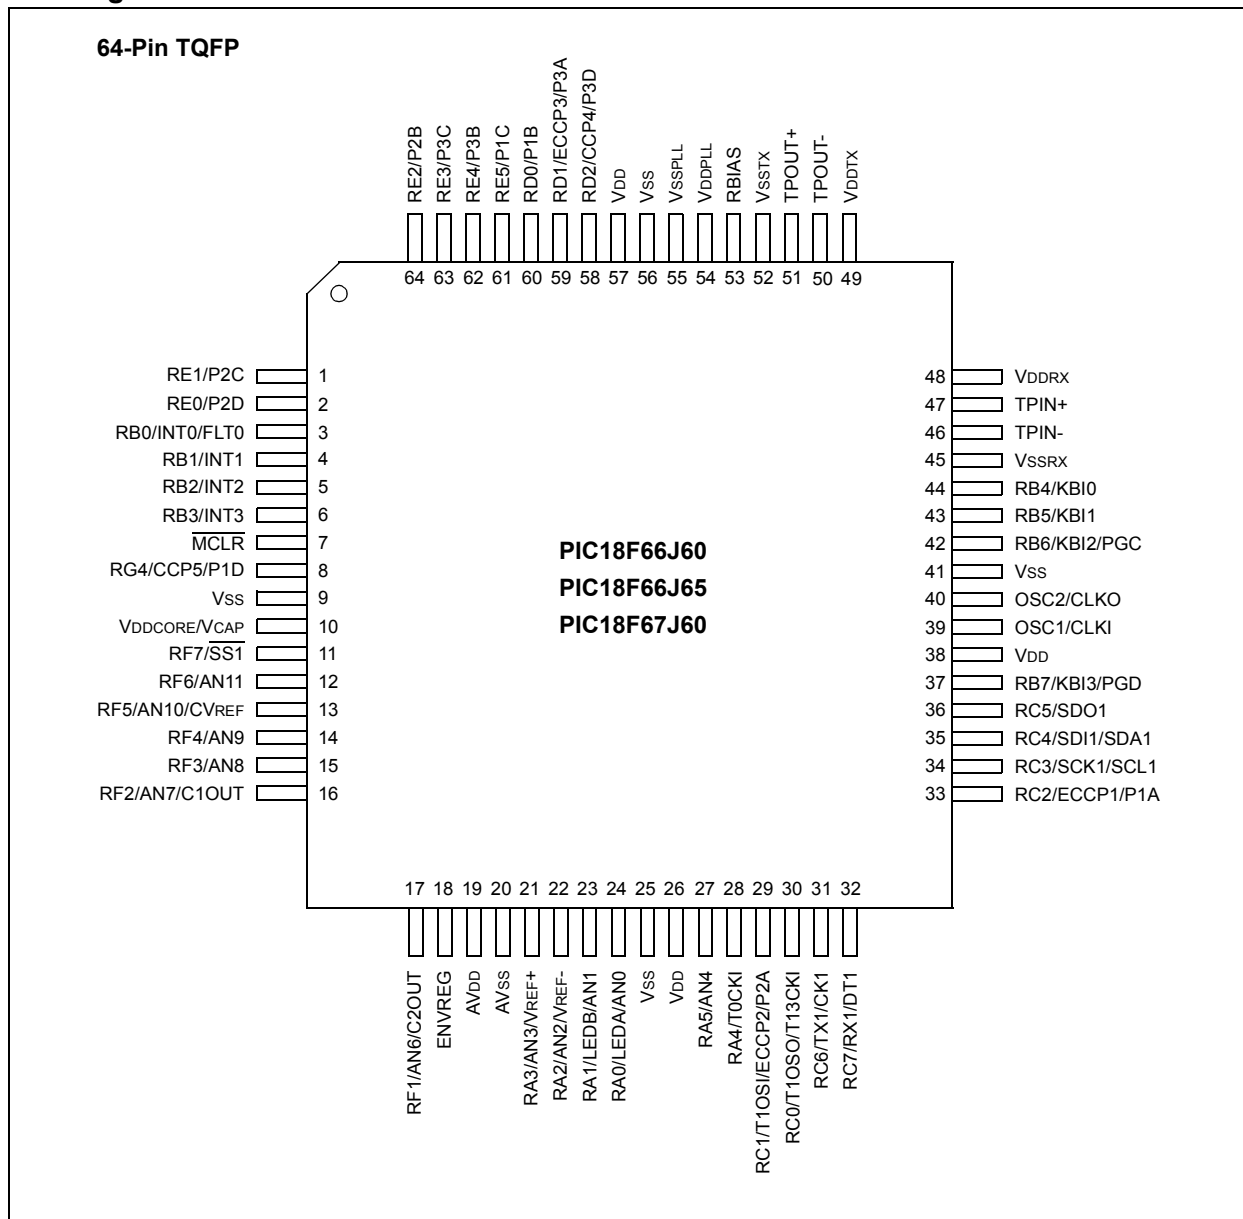 64-Pin TQFP
RE2/P2B
RE3/P3C
RE4/P3B
RE5/P1C
RD0/P1B
RD1/ECCP3/P3A
RD2/CCP4/P3D
VDD
VSS
VSSPLL
VDDPLL
RBIAS
VSSTX
TPOUT+
TPOUT-
VDDTX
64 63 62 61 60 59 58 57 56 55 54 53 52 51 50 49
RE1/P2C 1
RE0/P2D 2
RB0/INT0/FLT0 3
RB1/INT1 4
RB2/INT2 5
RB3/INT3 6
MCLR 7
RG4/CCP5/P1D 8
VSS 9
VDDCORE/VCAP 10
RF7/SS1 11
RF6/AN11 12
RF5/AN10/CVREF 13
RF4/AN9 14
RF3/AN8 15
RF2/AN7/C1OUT 16
PIC18F66J60
PIC18F66J65
PIC18F67J60
48 VDDRX
47 TPIN+
46 TPIN-
45 VSSRX
44 RB4/KBI0
43 RB5/KBI1
42 RB6/KBI2/PGC
41 VSS
40 OSC2/CLKO
39 OSC1/CLKI
38 VDD
37 RB7/KBI3/PGD
36 RC5/SDO1
35 RC4/SDI1/SDA1
34 RC3/SCK1/SCL1
33 RC2/ECCP1/P1A
17 18 19 20 21 22 23 24 25 26 27 28 29 30 31 32
RF1/AN6/C2OUT
ENVREG
AVDD
AVSS
RA3/AN3/VREF+
RA2/AN2/VREF-
RA1/LEDB/AN1
RA0/LEDA/AN0
VSS
VDD
RA5/AN4
RA4/T0CKI
RC1/T1OSI/ECCP2/P2A
RC0/T1OSO/T13CKI
RC6/TX1/CK1
RC7/RX1/DT1